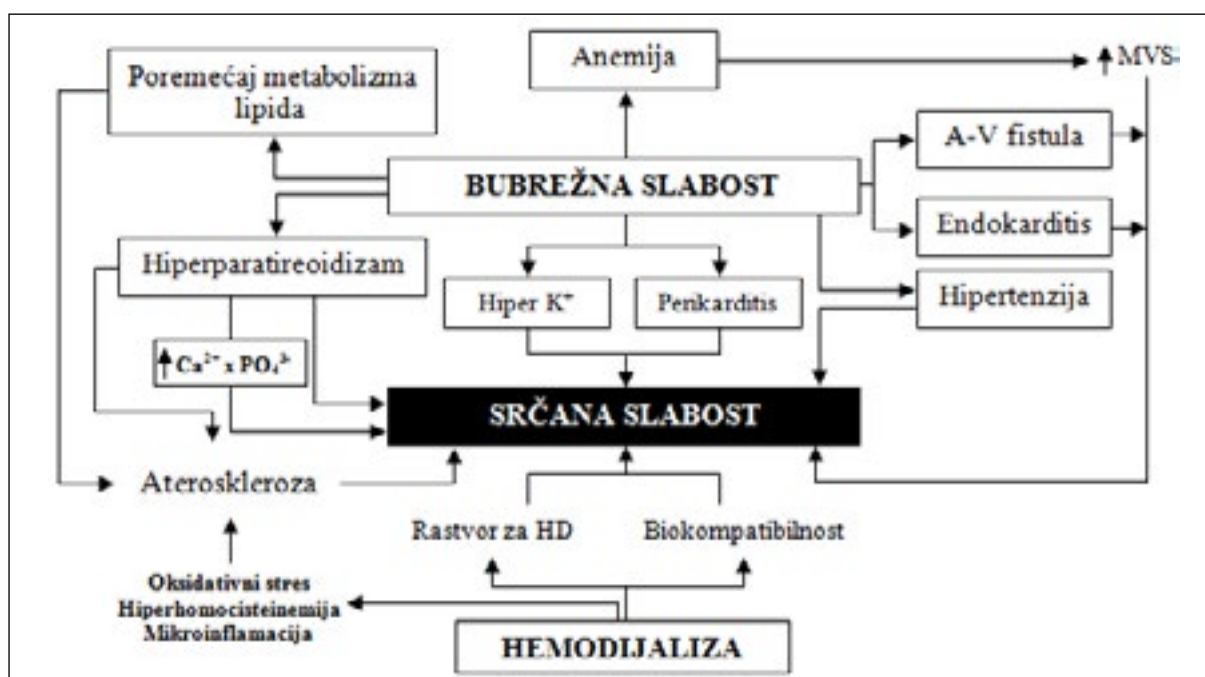 Anemija
↑ MVS
Poremećaj metabolizma
lipida
A-V fistula
BUBREŽNA SLABOST
Endokarditis
Hiperparatireoidizam
Hiper K⁺
Perikarditis
Hipertenzija
↑ Ca²⁺ x PO₄³⁻
SRČANA SLABOST
Ateroskleroza
Rastvor za HD
Biokompatibilnost
Oksidativni stres
Hiperhomocisteinemija
Mikroinflamacija
HEMODIJALIZA